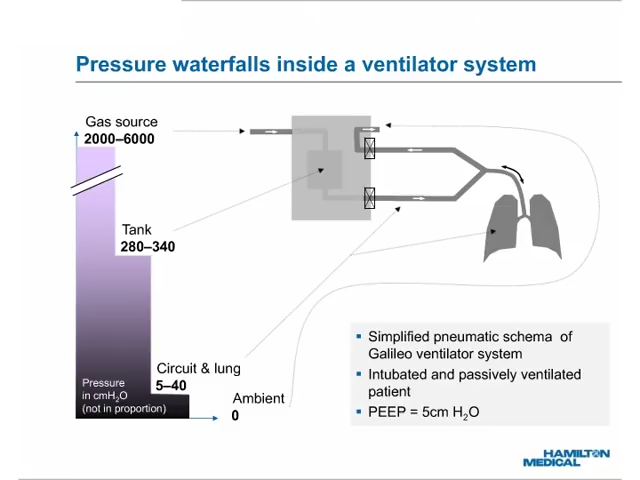 Pressure waterfalls inside a ventilator system
Gas source
2000–6000
Tank
280–340
Circuit & lung
5–40
Ambient
0
Pressure
in cmH₂O
(not in proportion)
▪ Simplified pneumatic schema of
Galileo ventilator system
▪ Intubated and passively ventilated
patient
▪ PEEP = 5cm H₂O
HAMILTON
MEDICAL